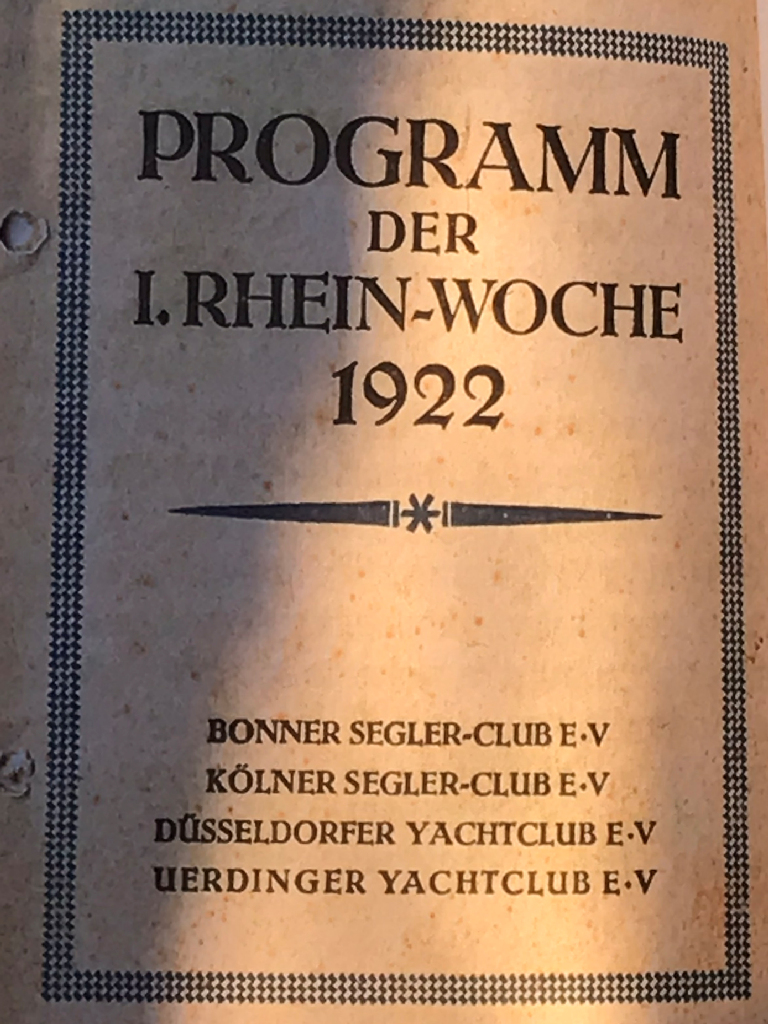 PROGRAMM
DER
I. RHEIN-WOCHE
1922
BONNER SEGLER-CLUB E·V
KÖLNER SEGLER-CLUB E·V
DÜSSELDORFER YACHTCLUB E·V
UERDINGER YACHTCLUB E·V